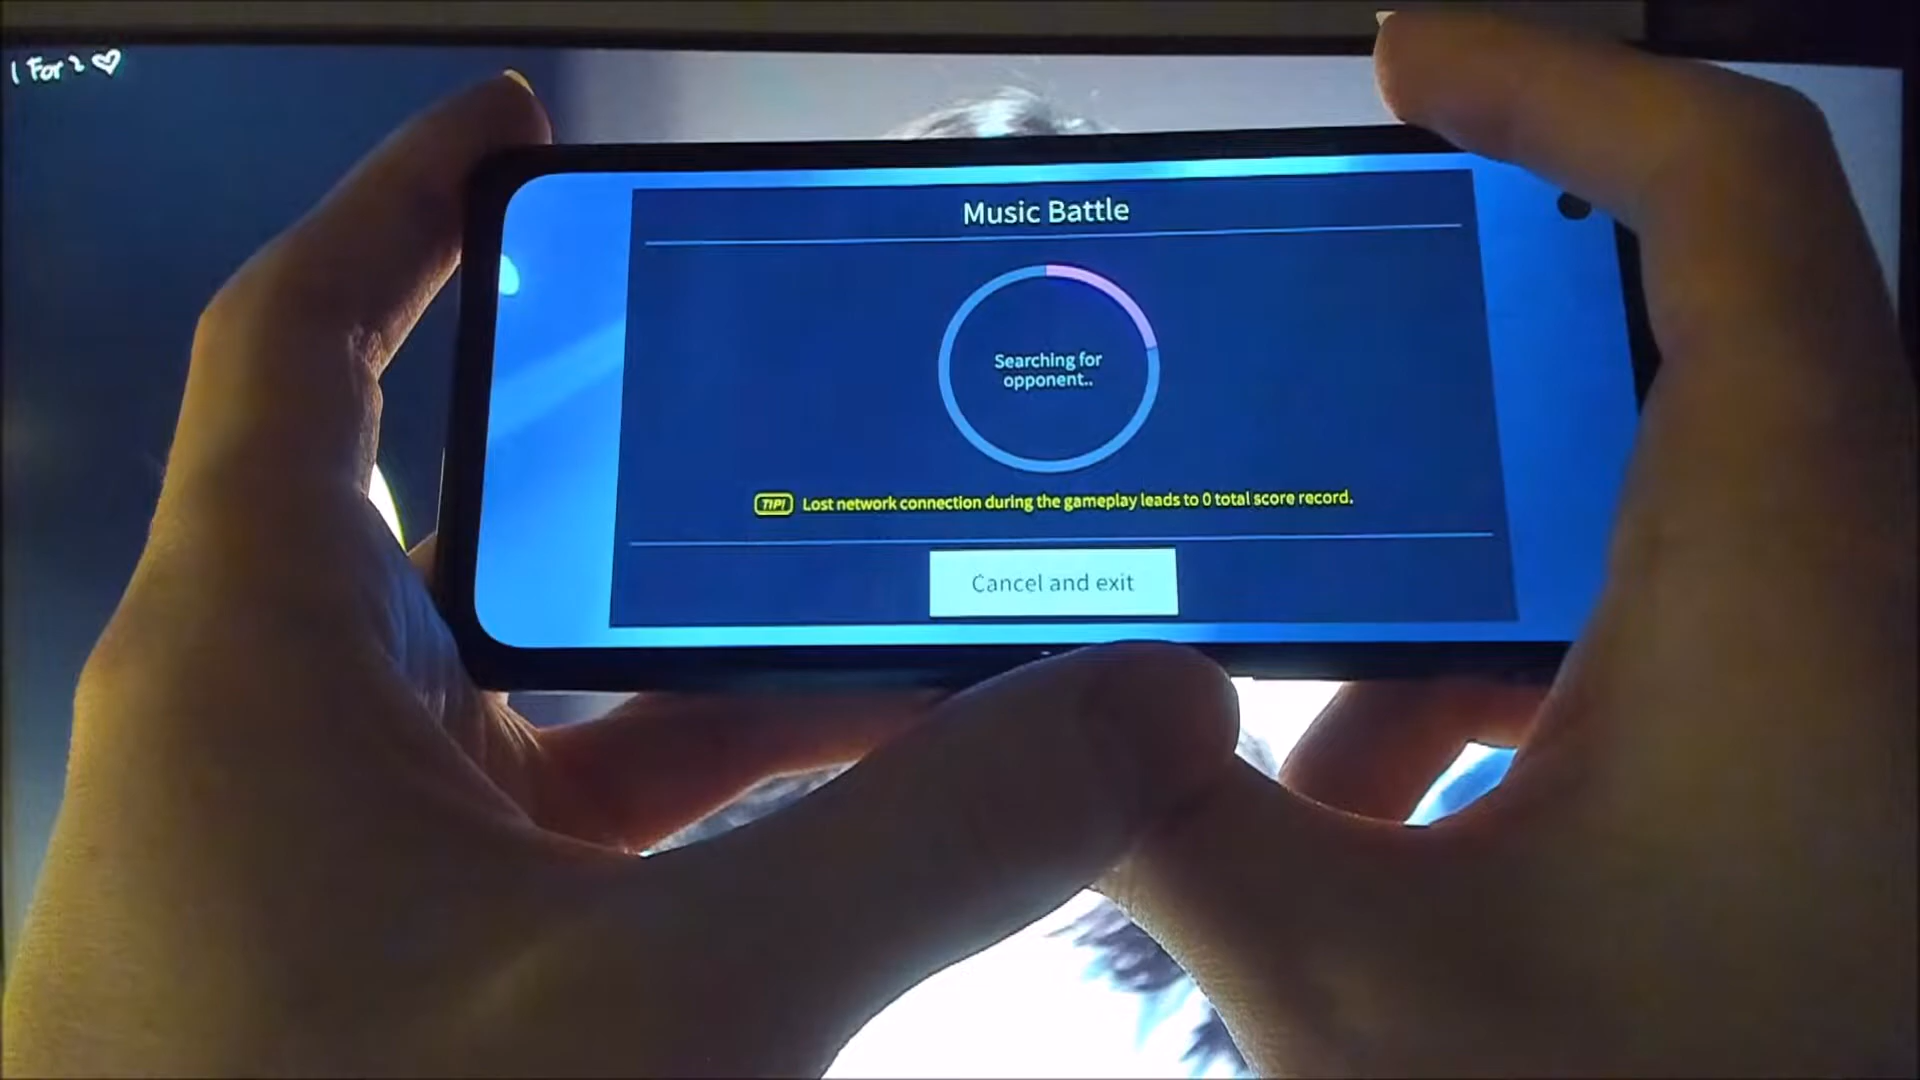 1 For 2 ♡
Music Battle
Searching for
opponent..
TIP! Lost network connection during the gameplay leads to 0 total score record.
Cancel and exit